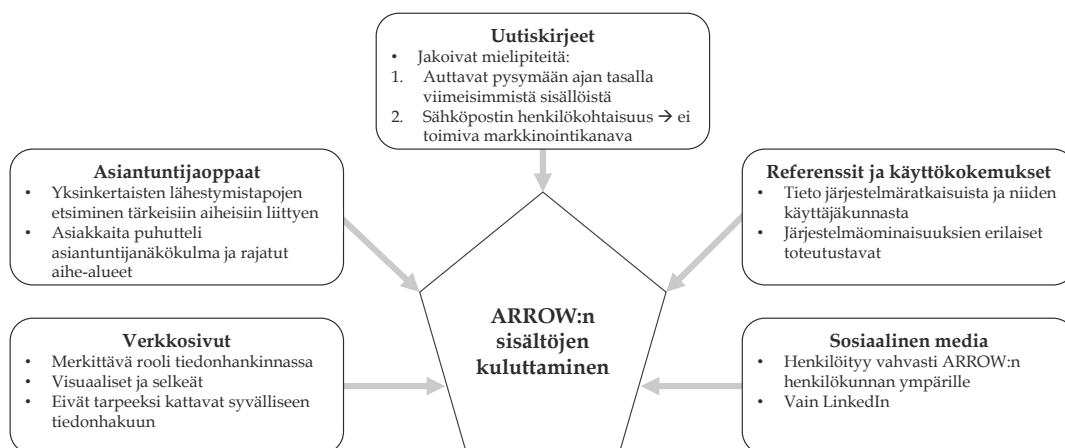 Uutiskirjeet
• Jakoivat mielipiteitä:
1. Auttavat pysymään ajan tasalla
viimeisimmistä sisällöistä
2. Sähköpostin henkilökohtaisuus → ei
toimiva markkinointikanava
Asiantuntijaoppaat
• Yksinkertaisten lähestymistapojen
etsiminen tärkeisiin aiheisiin liittyen
• Asiakkaita puhutteli
asiantuntijanäkökulma ja rajatut
aihe-alueet
Referenssit ja käyttökokemukset
• Tieto järjestelmäratkaisuista ja niiden
käyttäjäkunnasta
• Järjestelmäominaisuuksien erilaiset
toteutustavat
ARROW:n
sisältöjen
kuluttaminen
Verkkosivut
• Merkittävä rooli tiedonhankinnassa
• Visuaaliset ja selkeät
• Eivät tarpeeksi kattavat syvälliseen
tiedonhakuun
Sosiaalinen media
• Henkilöityy vahvasti ARROW:n
henkilökunnan ympärille
• Vain LinkedIn